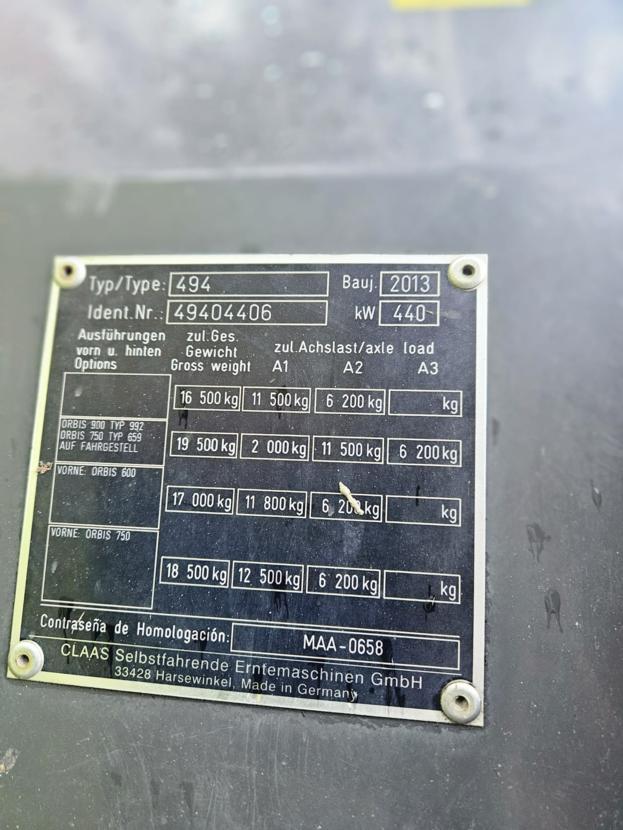 Typ/Type: 494 Bauj. 2013
Ident.Nr.: 49404406 kW 440
Ausführungen zul.Ges.
vorn u. hinten Gewicht zul.Achslast/axle load
Options Gross weight A1 A2 A3
16 500 kg 11 500 kg 6 200 kg kg
ORBIS 900 TYP 992
ORBIS 750 TYP 659
AUF FAHRGESTELL
19 500 kg 2 000 kg 11 500 kg 6 200 kg
VORNE: ORBIS 600
17 000 kg 11 800 kg 6 200 kg kg
VORNE: ORBIS 750
18 500 kg 12 500 kg 6 200 kg kg
Contraseña de Homologación: MAA-0658
CLAAS Selbstfahrende Erntemaschinen GmbH
33428 Harsewinkel, Made in Germany